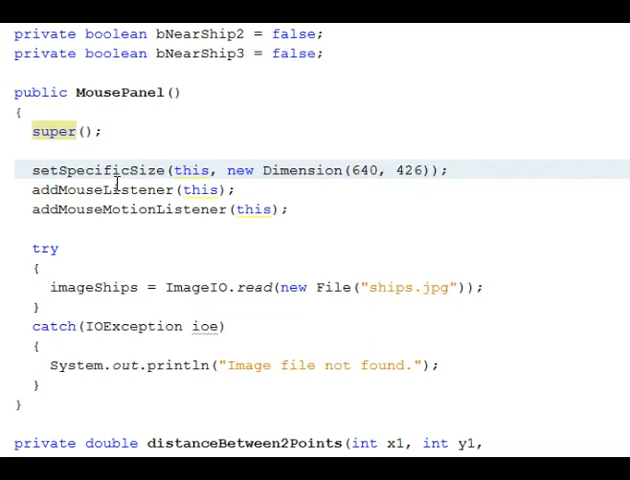 private boolean bNearShip2 = false;
private boolean bNearShip3 = false;
public MousePanel()
{
super();
setSpecificSize(this, new Dimension(640, 426));
addMouseListener(this);
addMouseMotionListener(this);
try
{
imageShips = ImageIO.read(new File("ships.jpg"));
}
catch(IOException ioe)
{
System.out.println("Image file not found.");
}
}
private double distanceBetween2Points(int x1, int y1,